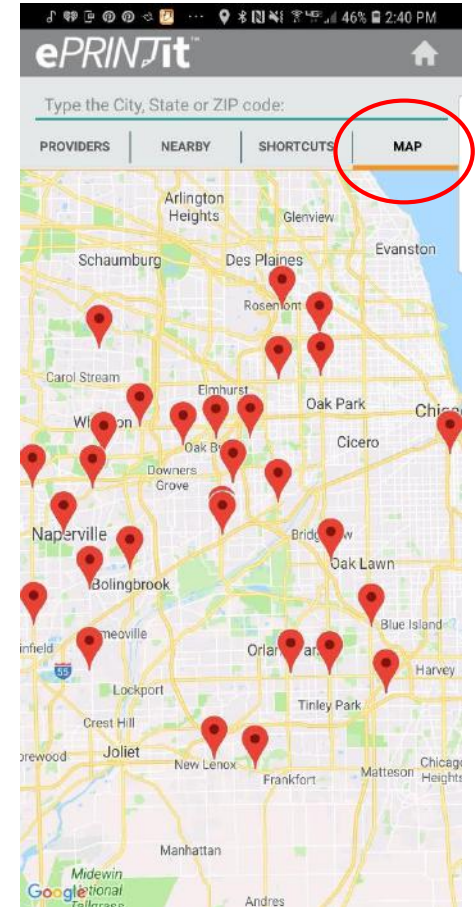 46% 2:40 PM
ePRINTit™
Type the City, State or ZIP code:
PROVIDERS NEARBY SHORTCUTS MAP
Arlington
Heights
Glenview
Evanston
Schaumburg Des Plaines
Rosemont
Carol Stream
Elmhurst
Oak Park
Cicero
Downers
Grove
Naperville
Oak Lawn
Bolingbrook
Blue Island
55
Harvey
Lockport
Tinley Park
Crest Hill
Joliet
New Lenox
Frankfort
Matteson
Chicago
Heights
Manhattan
Midewin
Google
Andres